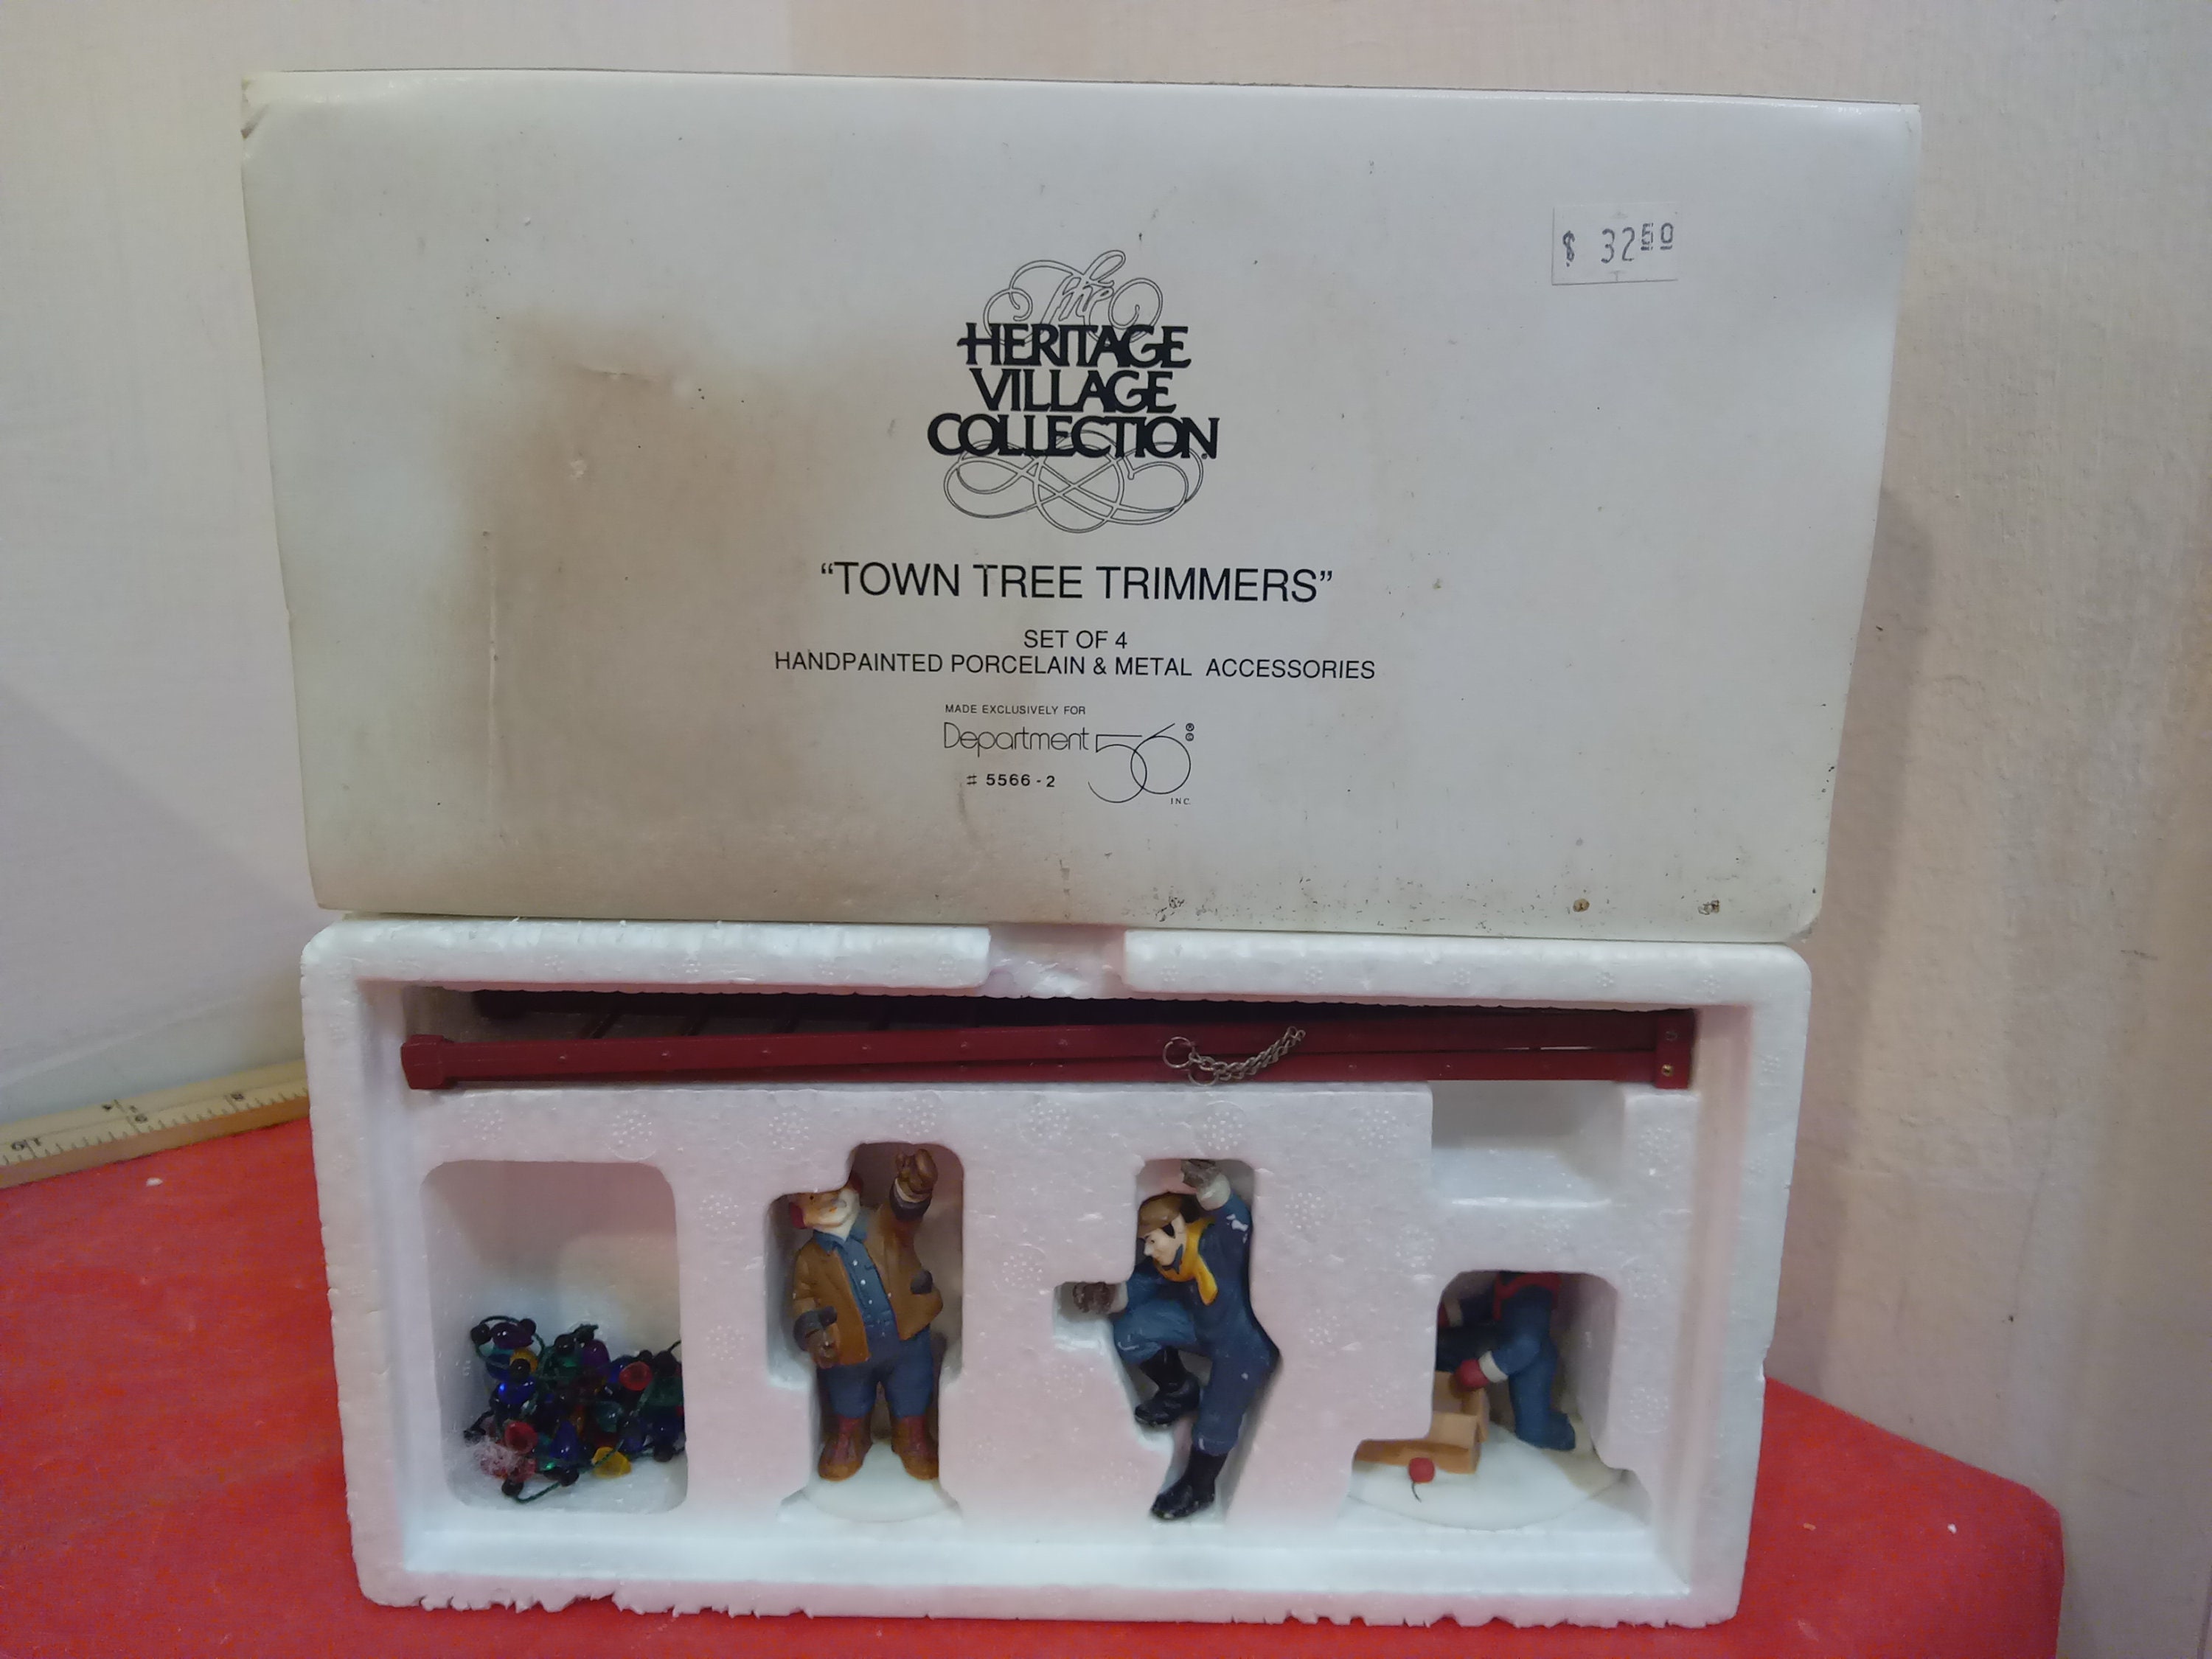 $ 32 50
The
HERITAGE
VILLAGE
COLLECTION®
“TOWN TREE TRIMMERS”
SET OF 4
HANDPAINTED PORCELAIN & METAL ACCESSORIES
MADE EXCLUSIVELY FOR
Department 56
# 5566-2
INC.